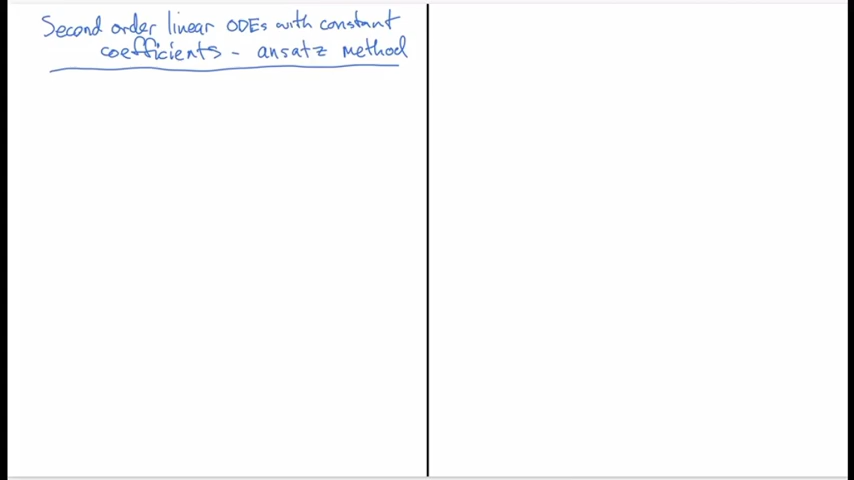 Second order linear ODEs with constant
coefficients - ansatz method